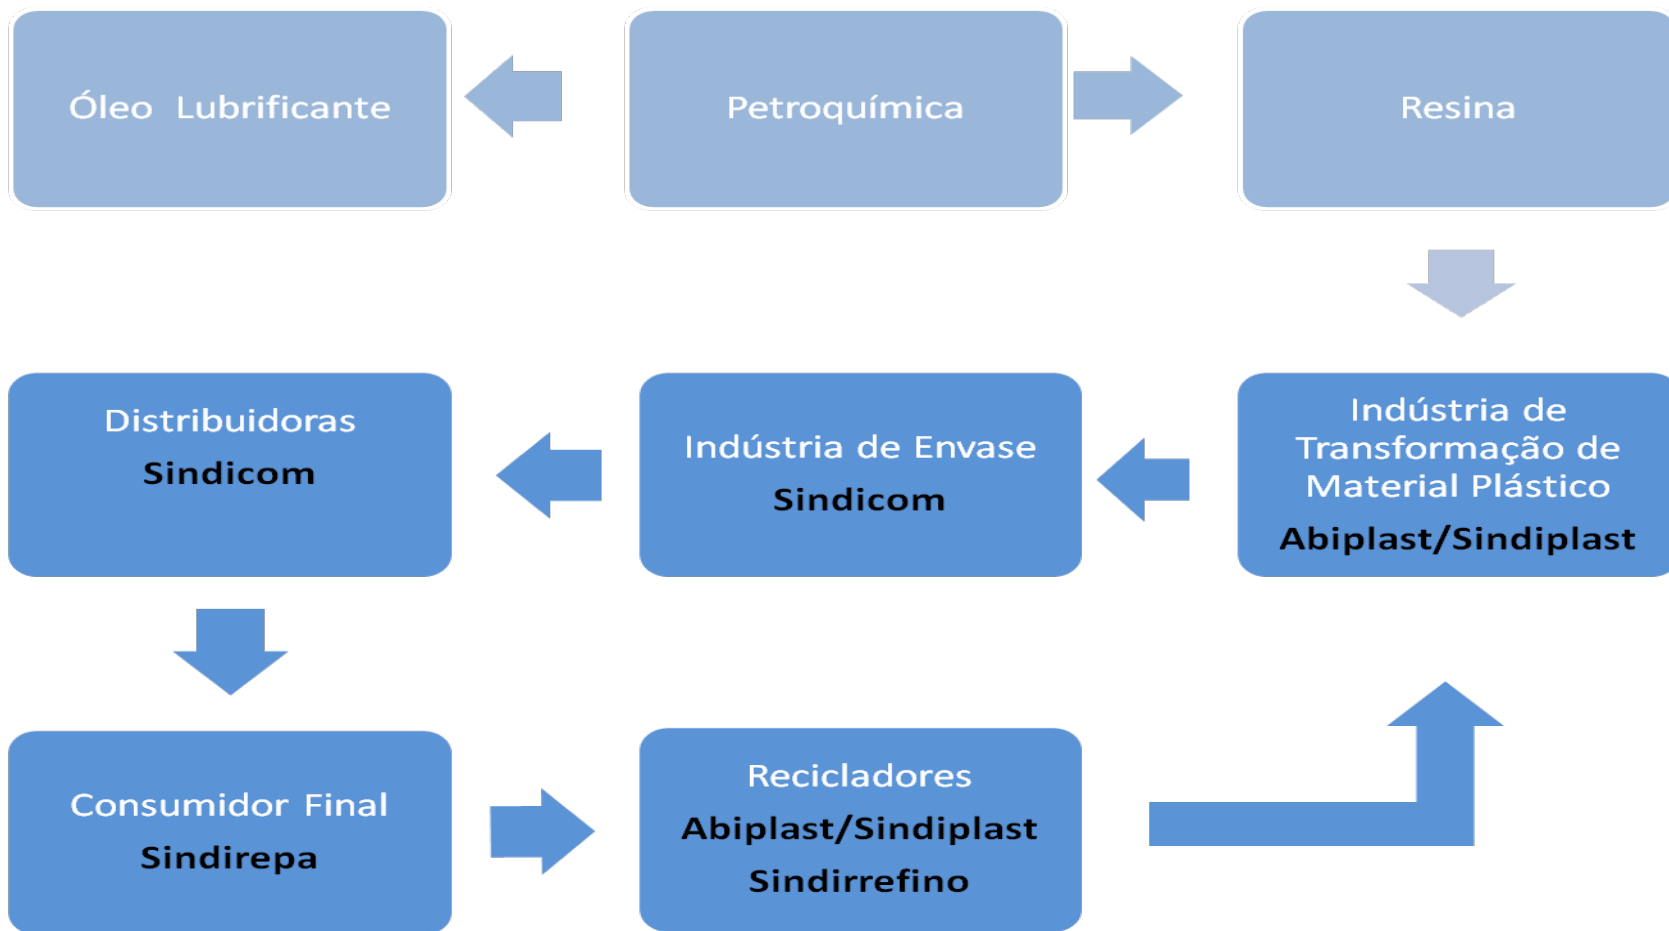 Óleo Lubrificante
Petroquímica
Resina
Distribuidoras
Sindicom
Indústria de Envase
Sindicom
Indústria de
Transformação de
Material Plástico
Abiplast/Sindiplast
Consumidor Final
Sindirepa
Recicladores
Abiplast/Sindiplast
Sindirrefino